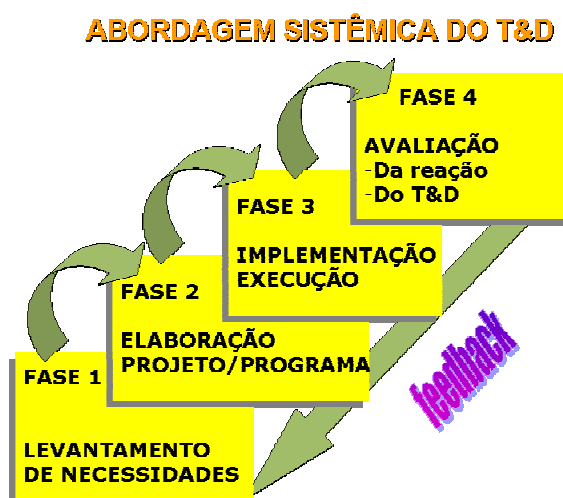 ABORDAGEM SISTÊMICA DO T&D
FASE 1
LEVANTAMENTO
DE NECESSIDADES
FASE 2
ELABORAÇÃO
PROJETO/PROGRAMA
FASE 3
IMPLEMENTAÇÃO
EXECUÇÃO
FASE 4
AVALIAÇÃO
-Da reação
-Do T&D
feedback